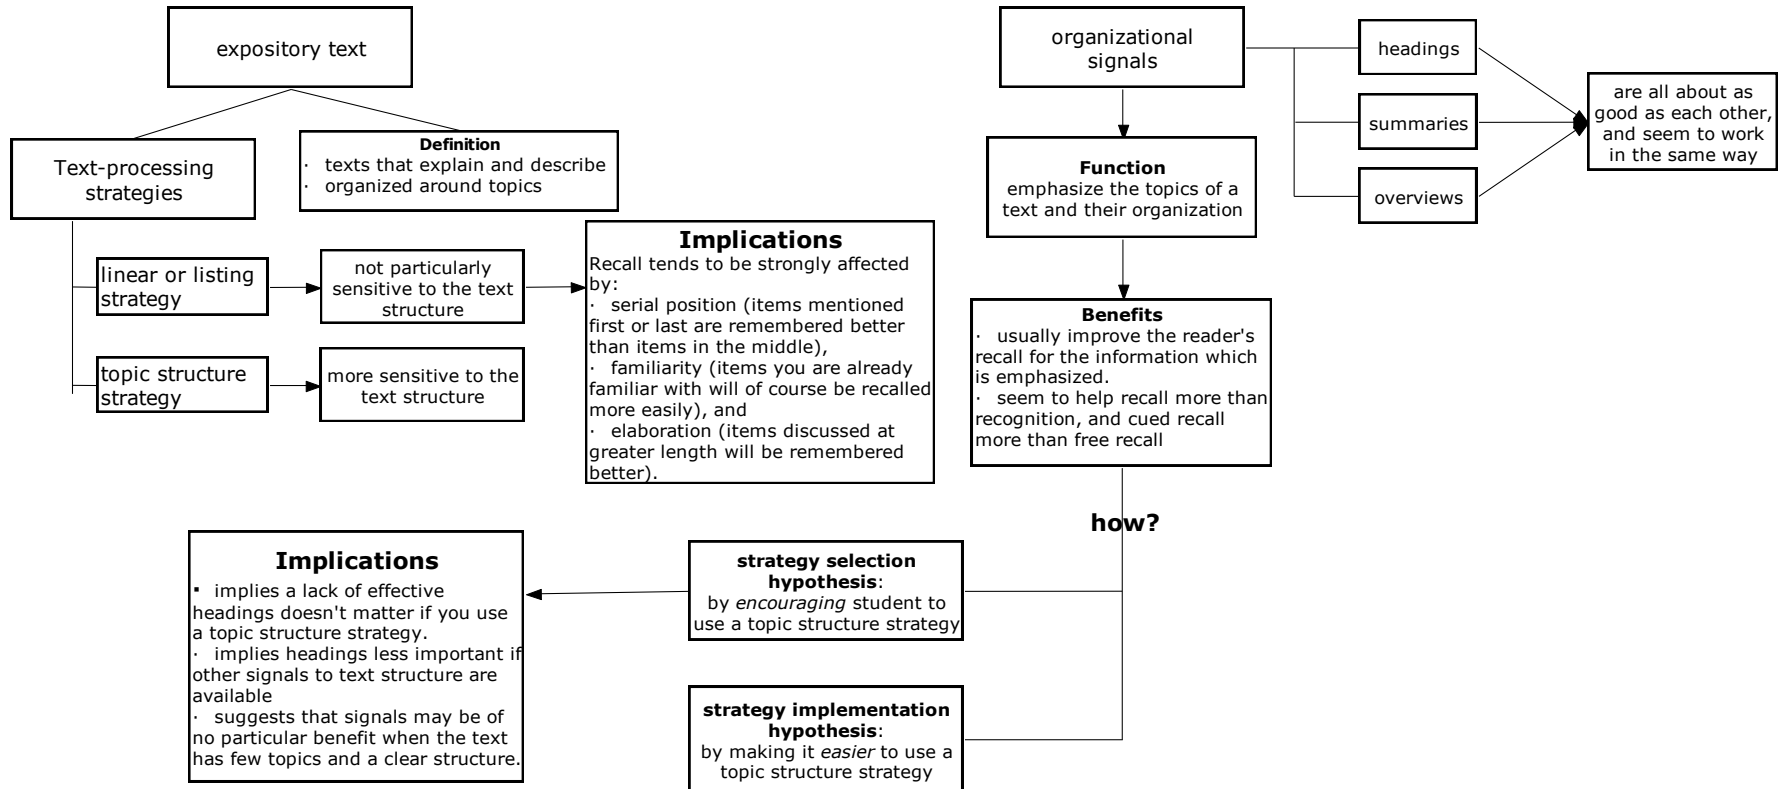 expository text
Text-processing
strategies
Definition
· texts that explain and describe
· organized around topics
linear or listing
strategy
not particularly
sensitive to the text
structure
topic structure
strategy
more sensitive to the
text structure
Implications
Recall tends to be strongly affected
by:
· serial position (items mentioned
first or last are remembered better
than items in the middle),
· familiarity (items you are already
familiar with will of course be recalled
more easily), and
· elaboration (items discussed at
greater length will be remembered
better).
organizational
signals
headings
summaries
overviews
are all about as
good as each other,
and seem to work
in the same way
Function
emphasize the topics of a
text and their organization
Benefits
· usually improve the reader's
recall for the information which
is emphasized.
· seem to help recall more than
recognition, and cued recall
more than free recall
how?
strategy selection
hypothesis:
by encouraging student to
use a topic structure strategy
Implications
· implies a lack of effective
headings doesn't matter if you use
a topic structure strategy.
· implies headings less important if
other signals to text structure are
available
· suggests that signals may be of
no particular benefit when the text
has few topics and a clear structure.
strategy implementation
hypothesis:
by making it easier to use a
topic structure strategy